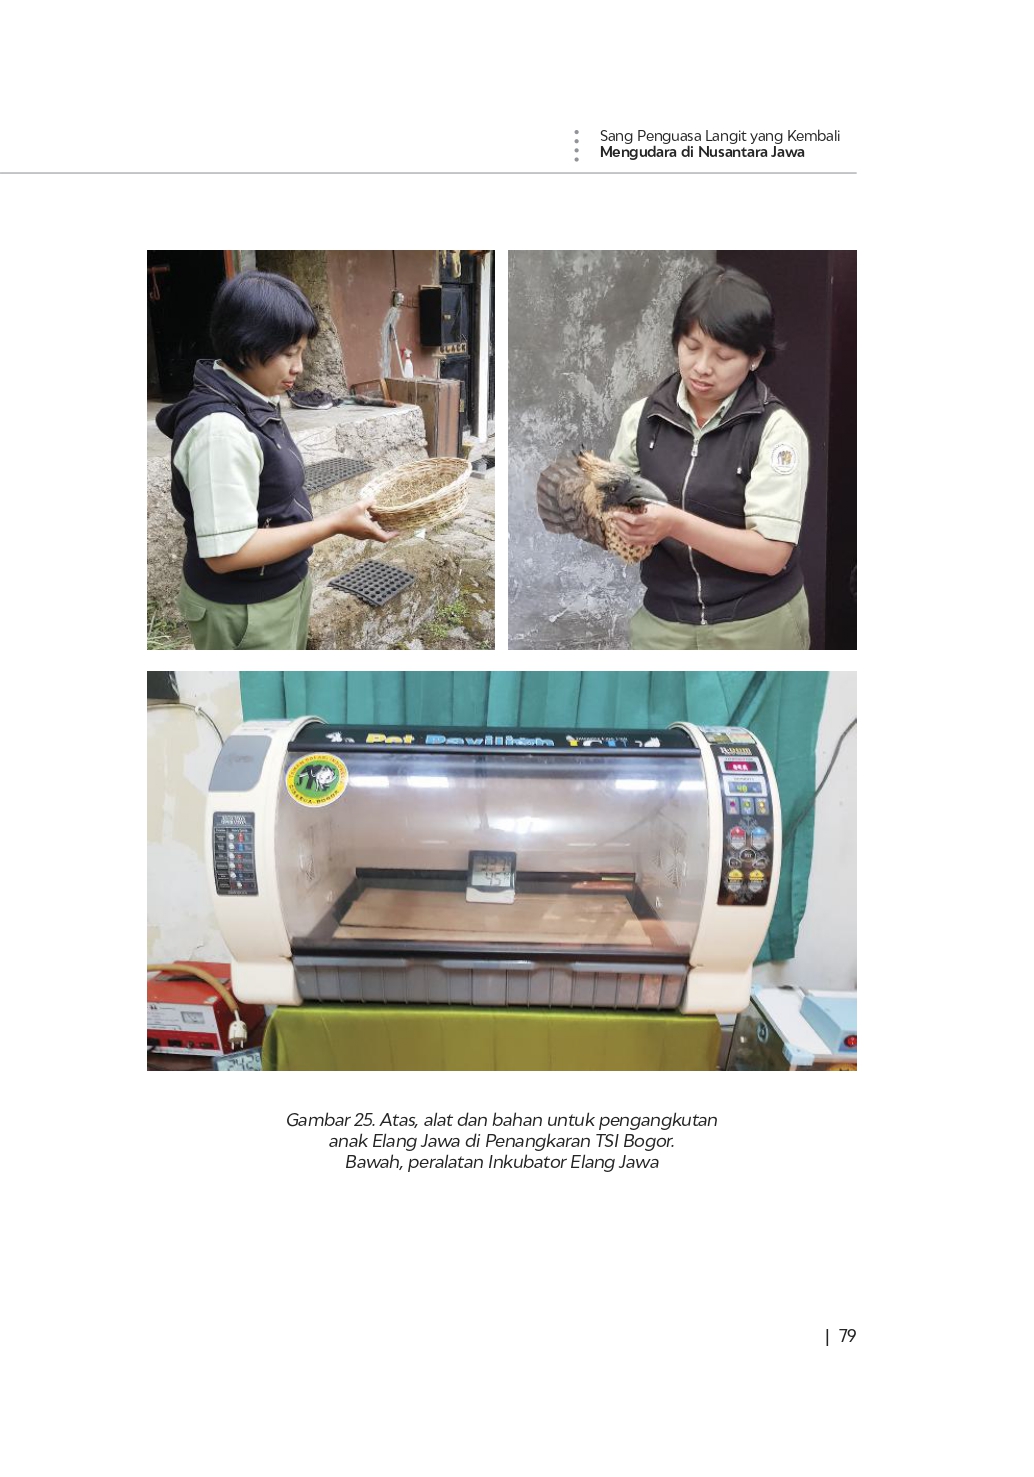 Sang Penguasa Langit yang Kembali
Mengudara di Nusantara Jawa
Pet Pavilion ICU
Gambar 25. Atas, alat dan bahan untuk pengangkutan
anak Elang Jawa di Penangkaran TSI Bogor.
Bawah, peralatan Inkubator Elang Jawa
| 79